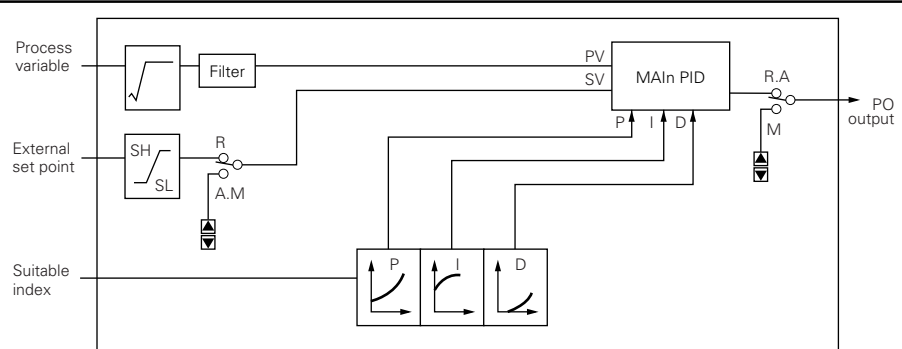 Process
variable
Filter
PV
SV
MAIn PID
R.A
PO
output
M
P I D
External
set point
SH
SL
R
A.M
Suitable
index
P
I
D